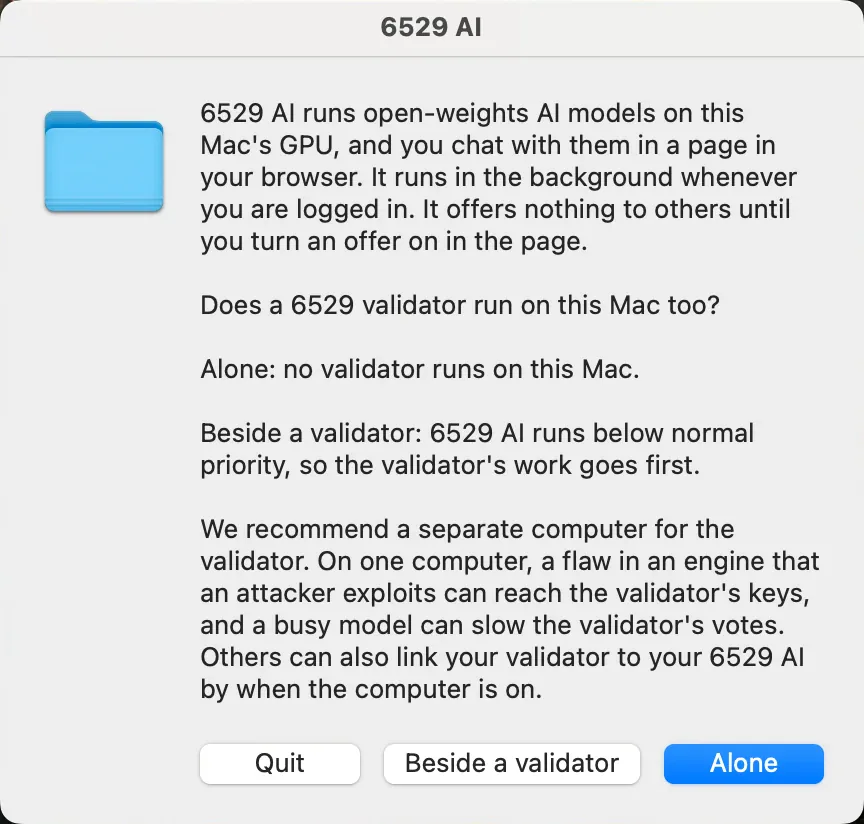 6529 AI
6529 AI runs open-weights AI models on this
Mac's GPU, and you chat with them in a page in
your browser. It runs in the background whenever
you are logged in. It offers nothing to others until
you turn an offer on in the page.
Does a 6529 validator run on this Mac too?
Alone: no validator runs on this Mac.
Beside a validator: 6529 AI runs below normal
priority, so the validator's work goes first.
We recommend a separate computer for the
validator. On one computer, a flaw in an engine that
an attacker exploits can reach the validator's keys,
and a busy model can slow the validator's votes.
Others can also link your validator to your 6529 AI
by when the computer is on.
Quit
Beside a validator
Alone